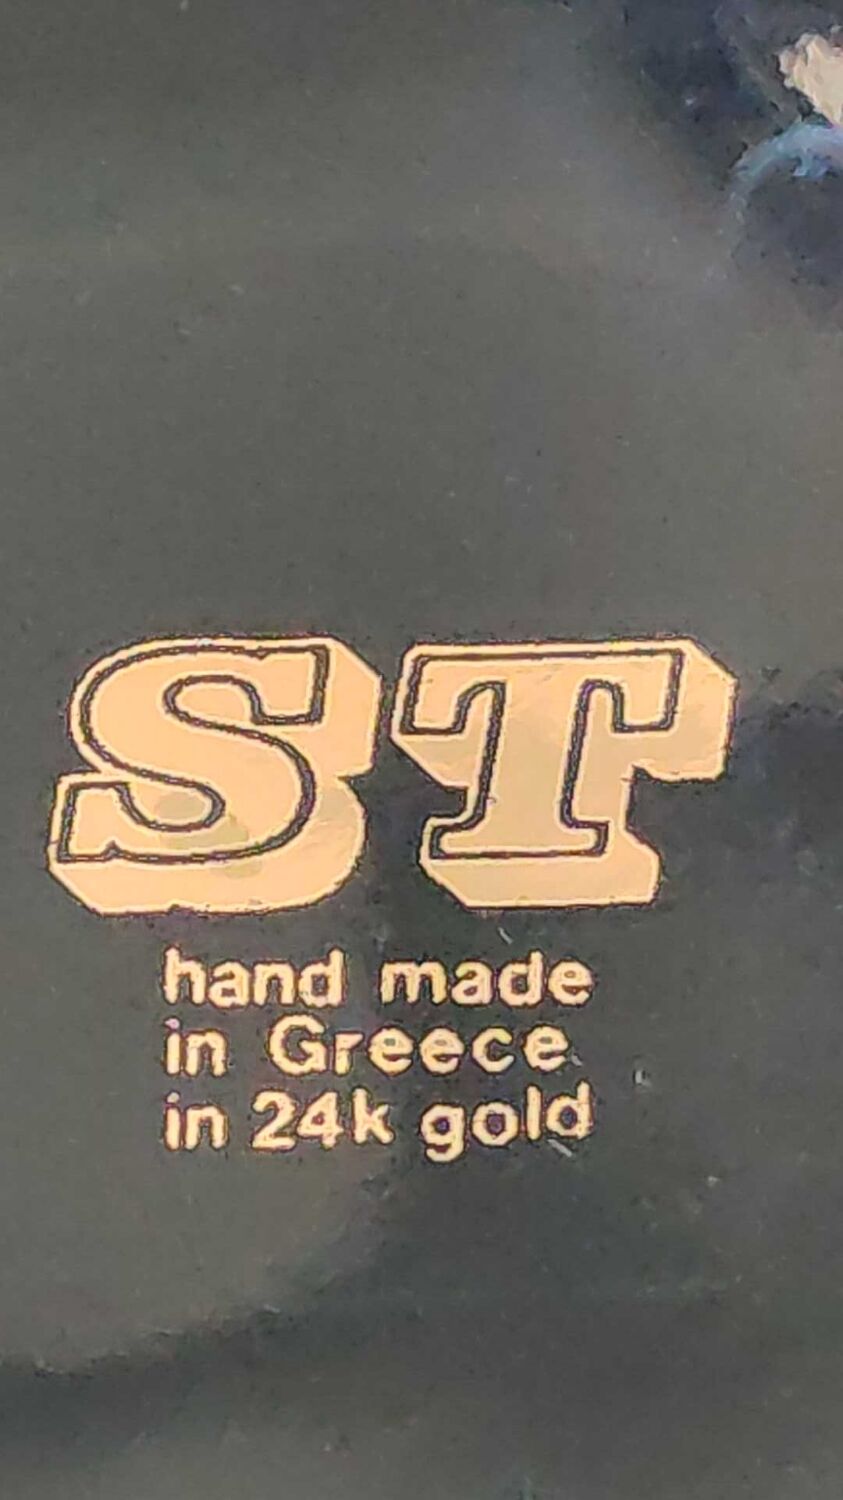 ST
hand made
in Greece
in 24k gold